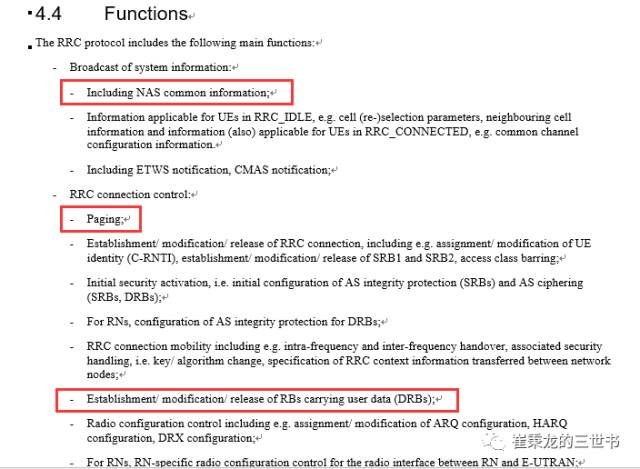 4.4 Functions
The RRC protocol includes the following main functions:
- Broadcast of system information:
- Including NAS common information;
- Information applicable for UEs in RRC_IDLE, e.g. cell (re-)selection parameters, neighbouring cell
information and information (also) applicable for UEs in RRC_CONNECTED, e.g. common channel
configuration information.
- Including ETWS notification, CMAS notification;
- RRC connection control:
- Paging;
- Establishment/ modification/ release of RRC connection, including e.g. assignment/ modification of UE
identity (C-RNTI), establishment/ modification/ release of SRB1 and SRB2, access class barring;
- Initial security activation, i.e. initial configuration of AS integrity protection (SRBs) and AS ciphering
(SRBs, DRBs);
- For RNs, configuration of AS integrity protection for DRBs;
- RRC connection mobility including e.g. intra-frequency and inter-frequency handover, associated security
handling, i.e. key/ algorithm change, specification of RRC context information transferred between network
nodes;
- Establishment/ modification/ release of RBs carrying user data (DRBs);
- Radio configuration control including e.g. assignment/ modification of ARQ configuration, HARQ
configuration, DRX configuration;
崔秉龙的三世书
- For RNs, RN-specific radio configuration control for the radio interface between RN and E-UTRAN;